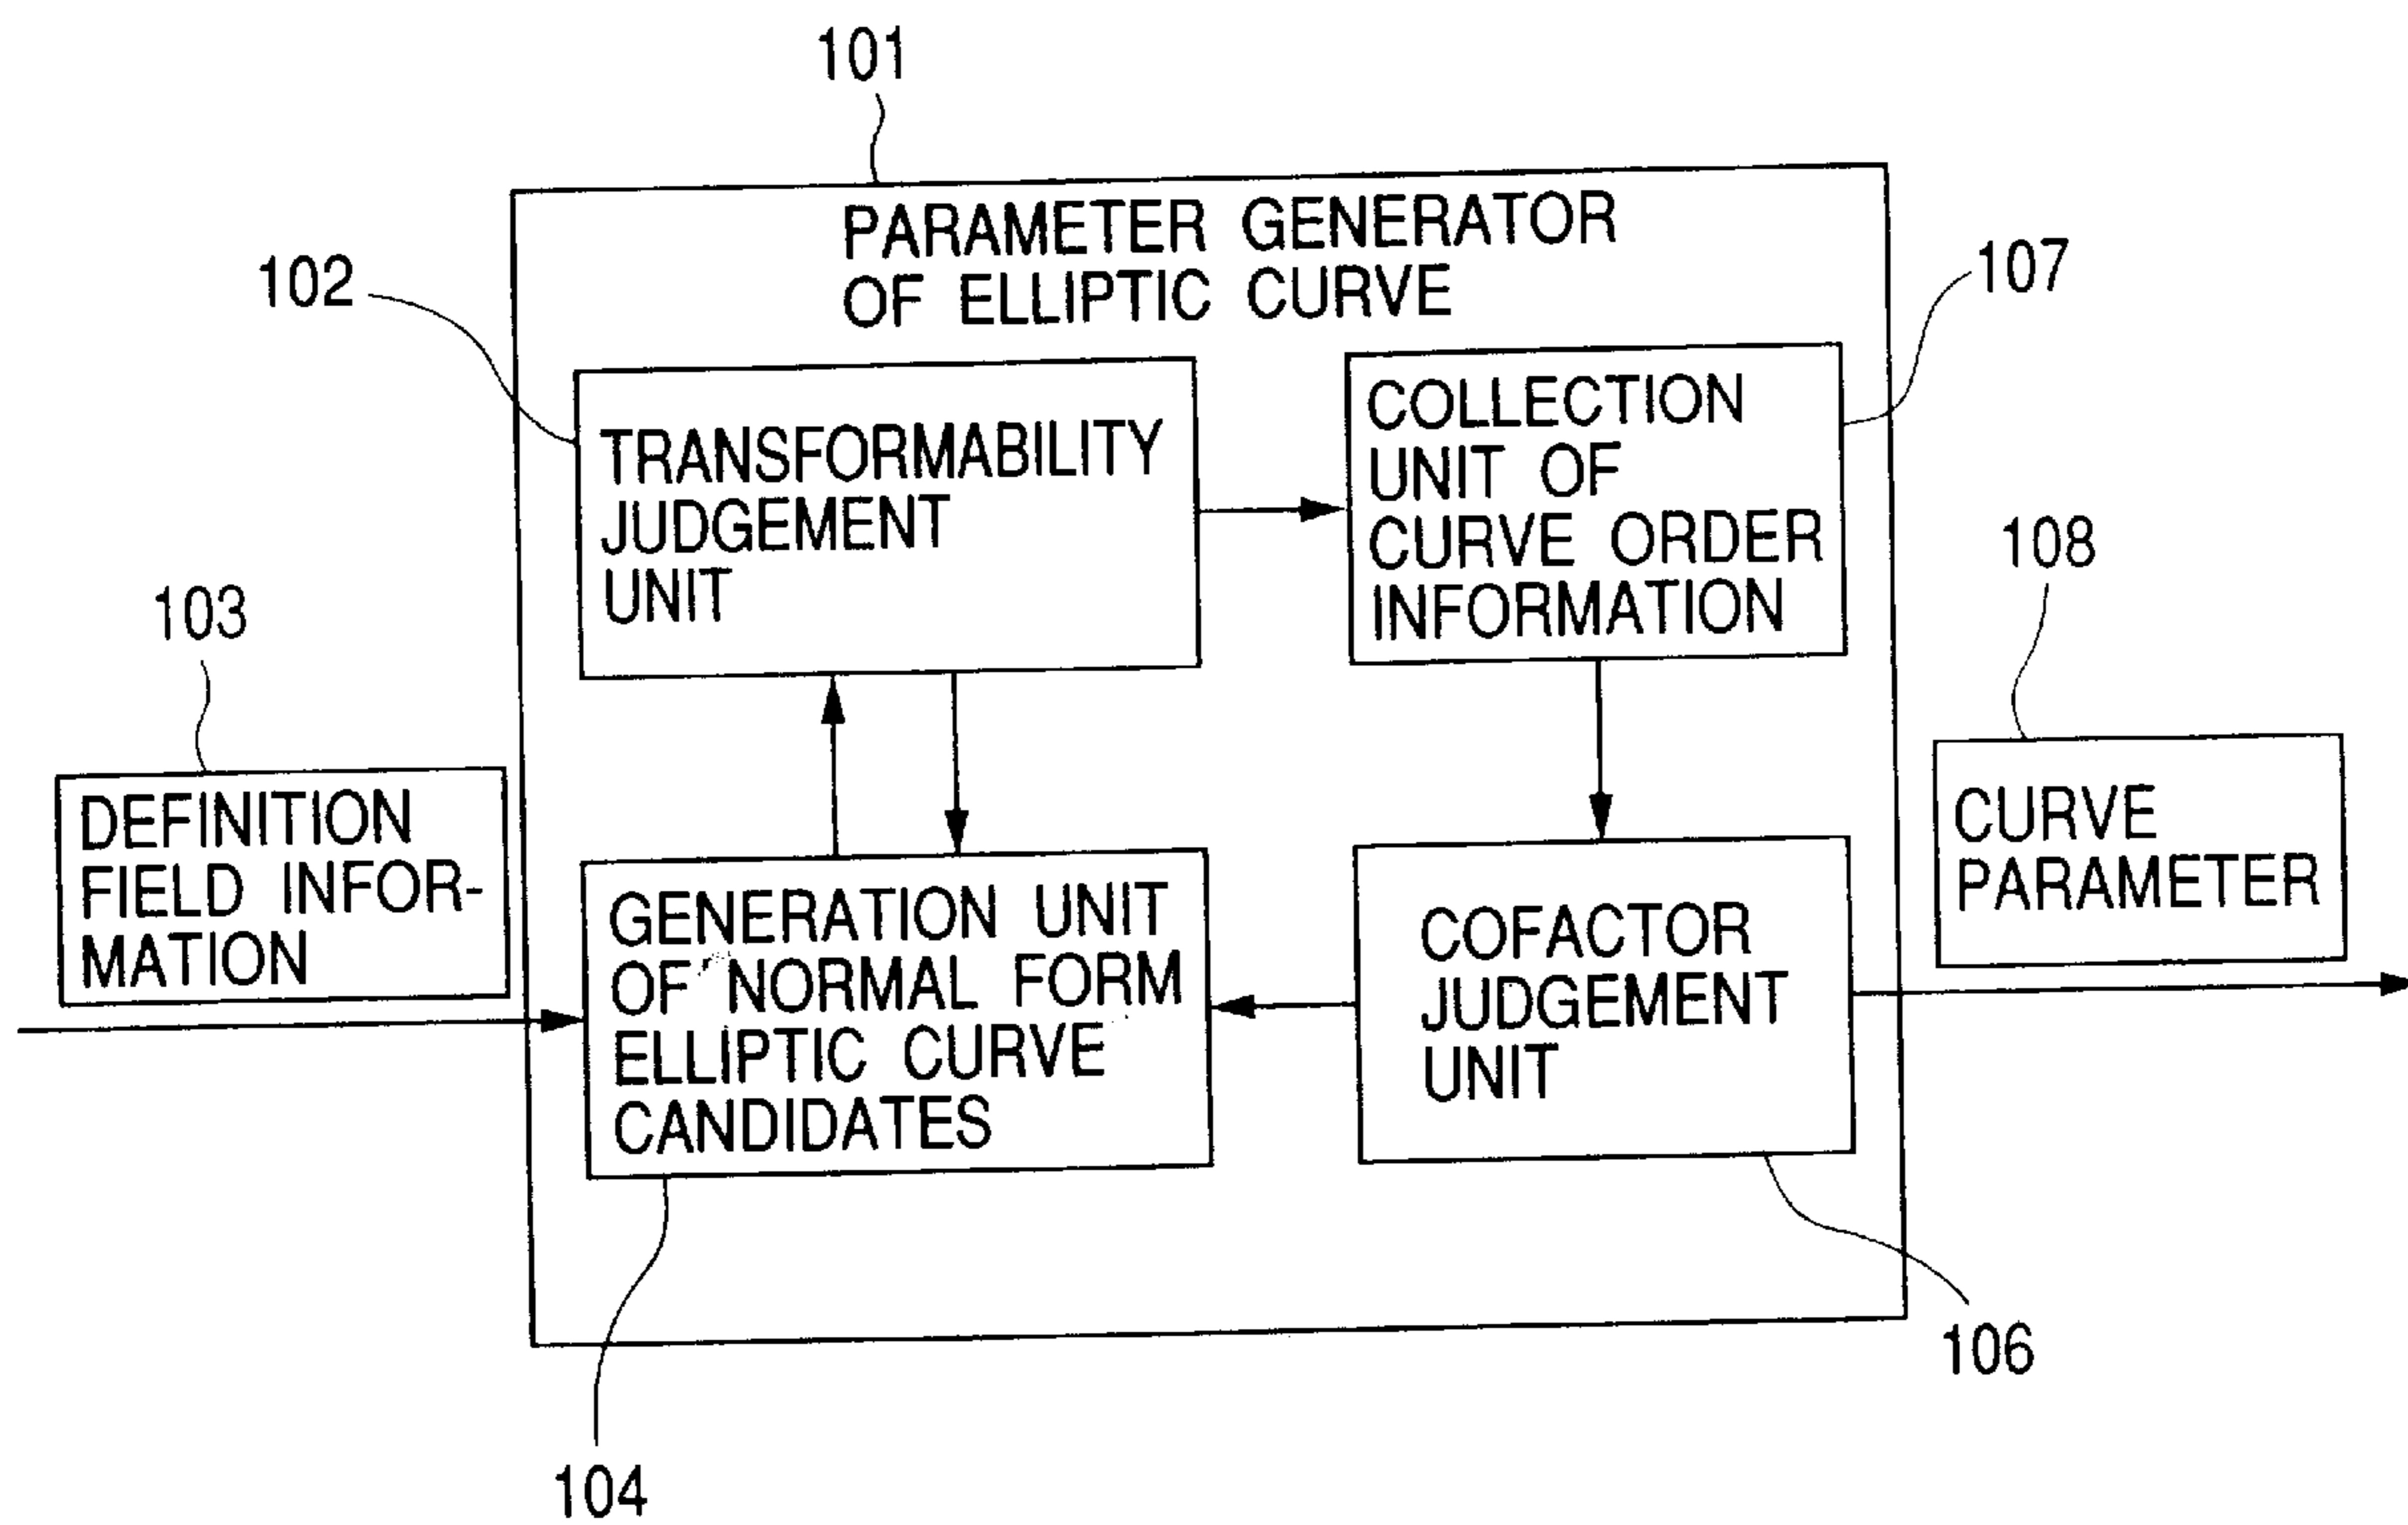 101
PARAMETER GENERATOR
OF ELLIPTIC CURVE
102
107
TRANSFORMABILITY
JUDGEMENT
UNIT
COLLECTION
UNIT OF
CURVE ORDER
INFORMATION
103
108
DEFINITION
FIELD INFOR-
MATION
GENERATION UNIT
OF NORMAL FORM
ELLIPTIC CURVE
CANDIDATES
COFACTOR
JUDGEMENT
UNIT
CURVE
PARAMETER
104
106